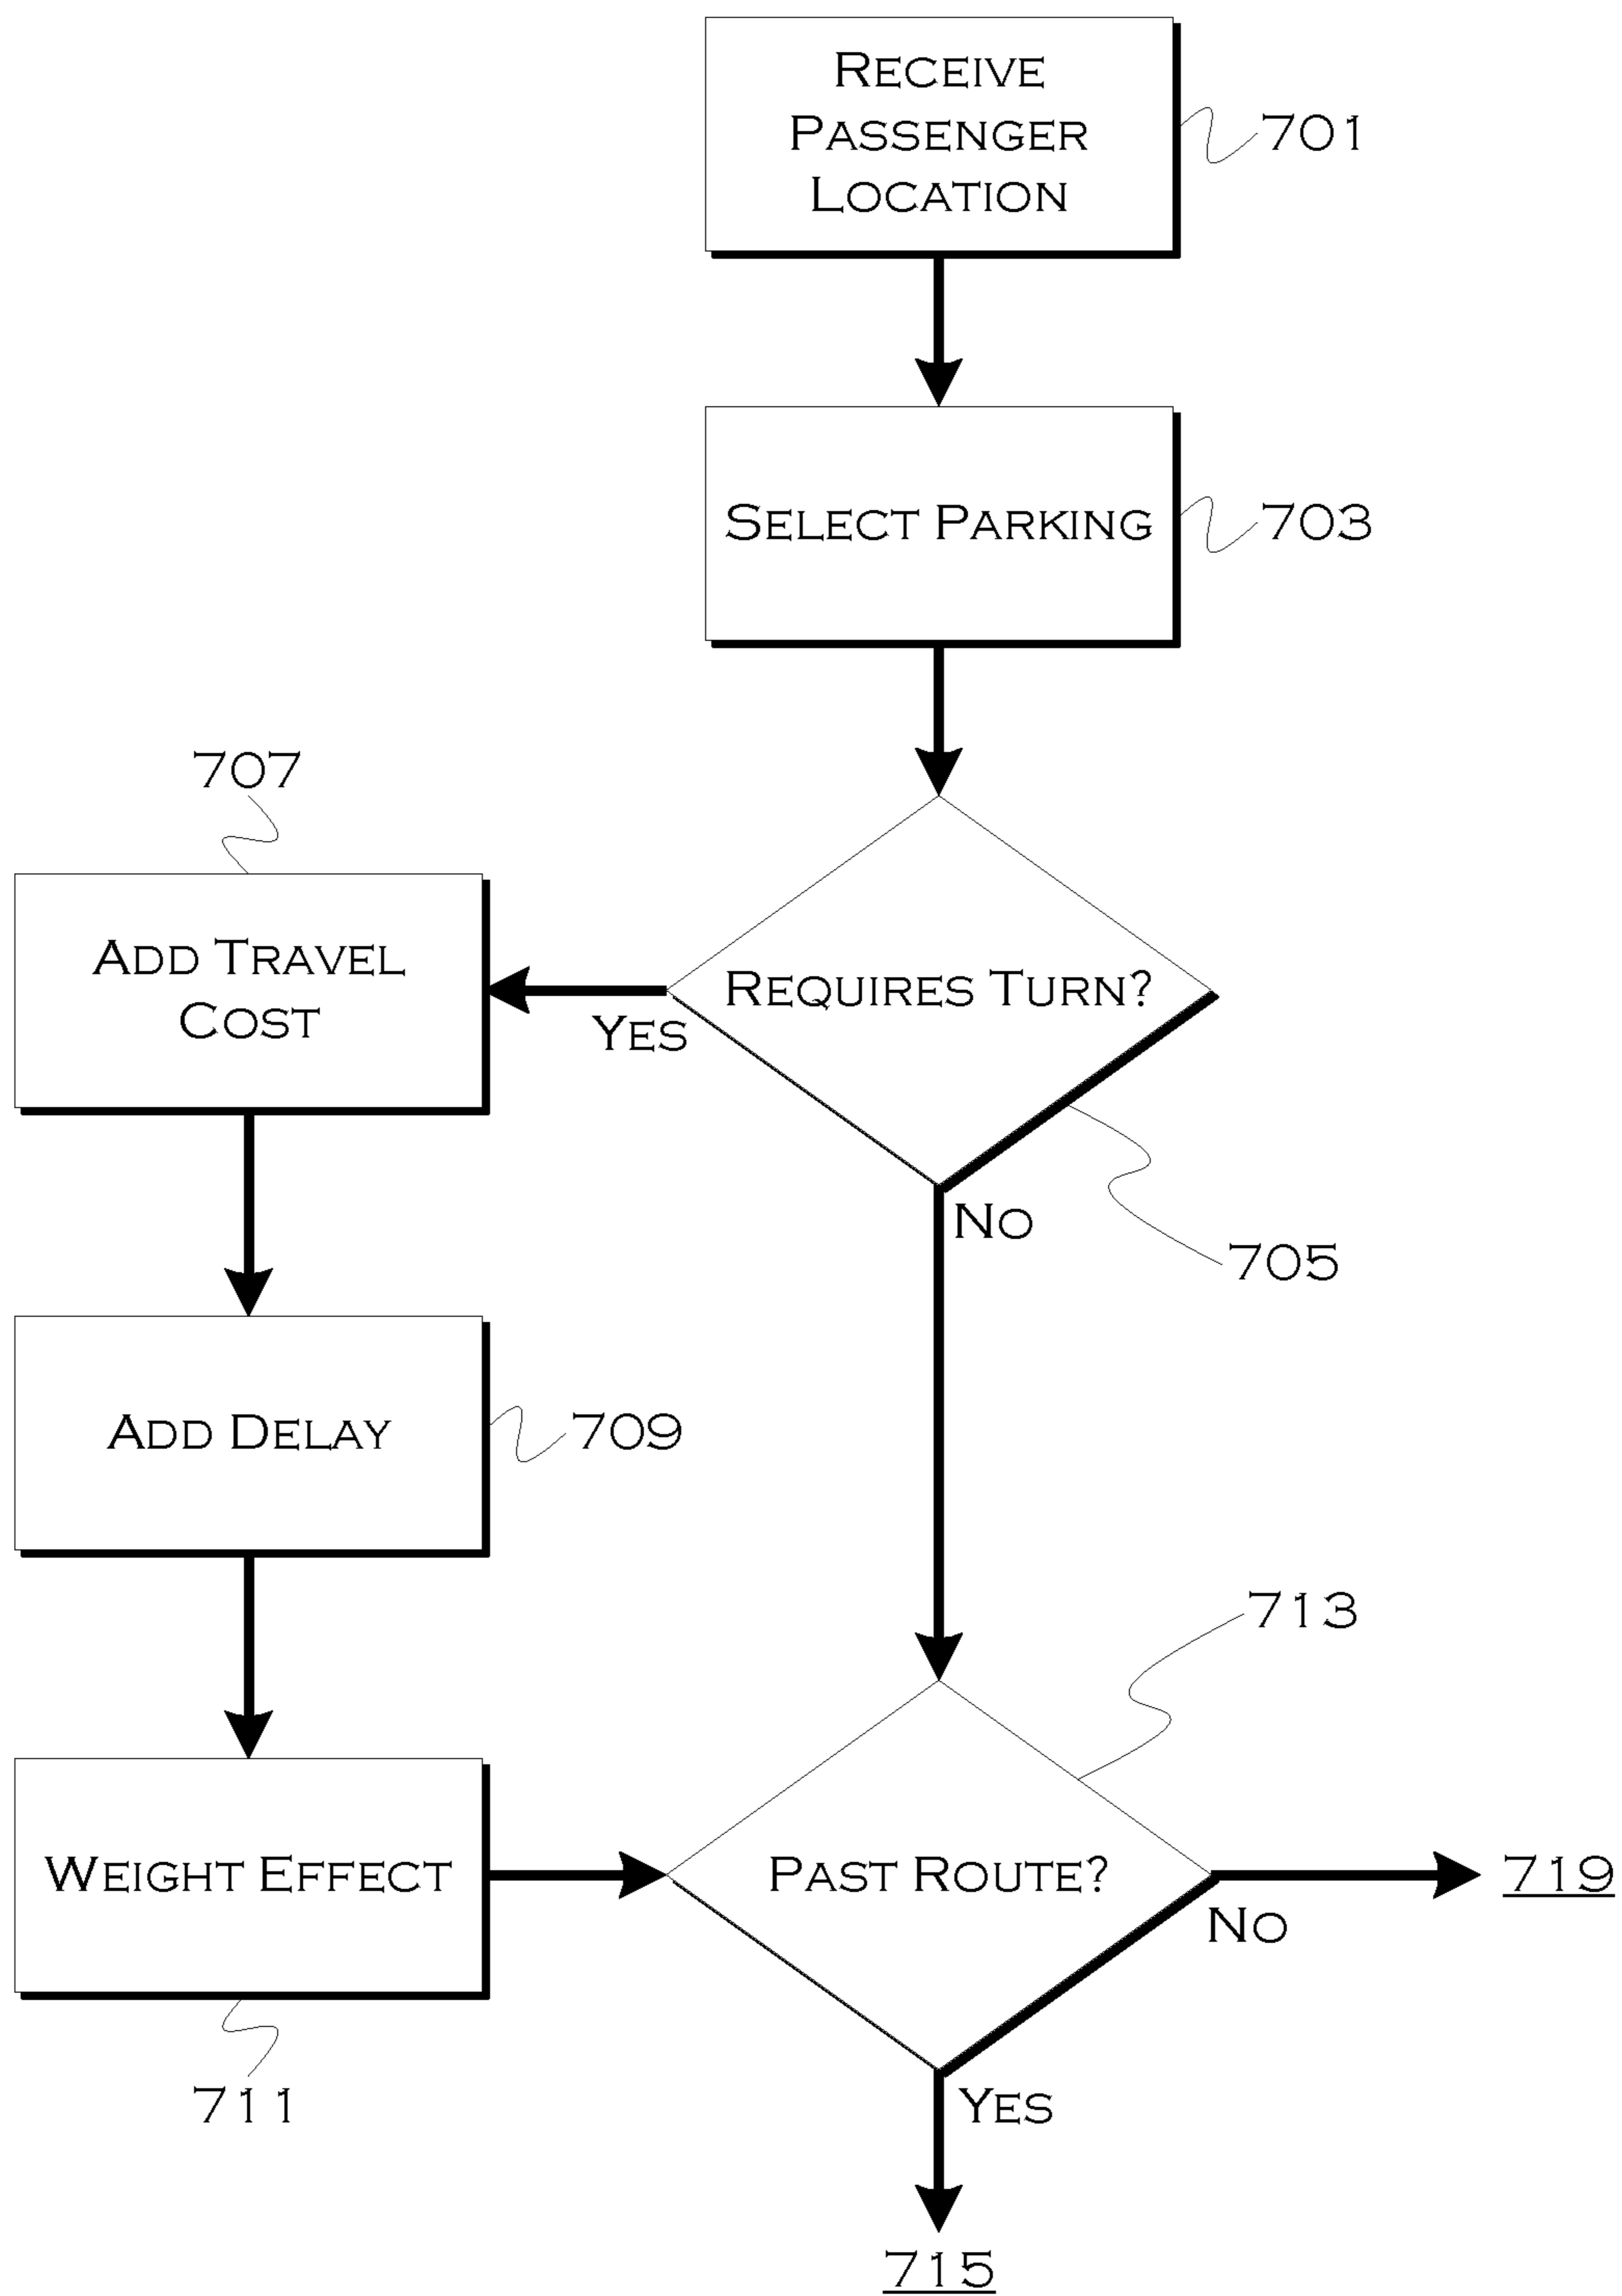 RECEIVE
PASSENGER
LOCATION
701
SELECT PARKING
703
707
ADD TRAVEL
COST
REQUIRES TURN?
YES
NO
705
ADD DELAY
709
713
WEIGHT EFFECT
PAST ROUTE?
719
NO
711
YES
715